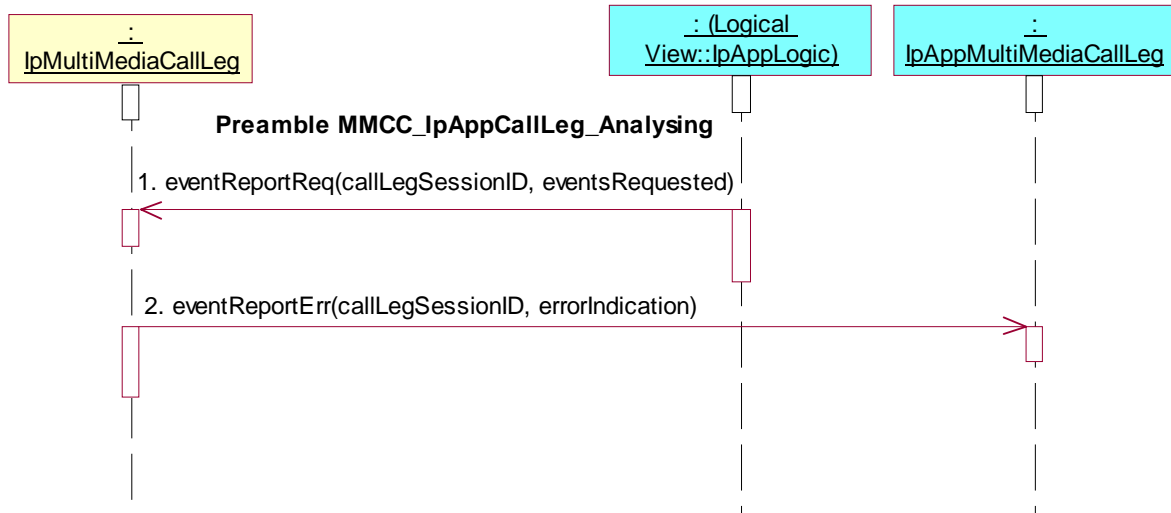 :
IpMultiMediaCallLeg
: (Logical
View::IpAppLogic)
:
IpAppMultiMediaCallLeg
Preamble MMCC_IpAppCallLeg_Analysing
1. eventReportReq(callLegSessionID, eventsRequested)
2. eventReportErr(callLegSessionID, errorIndication)